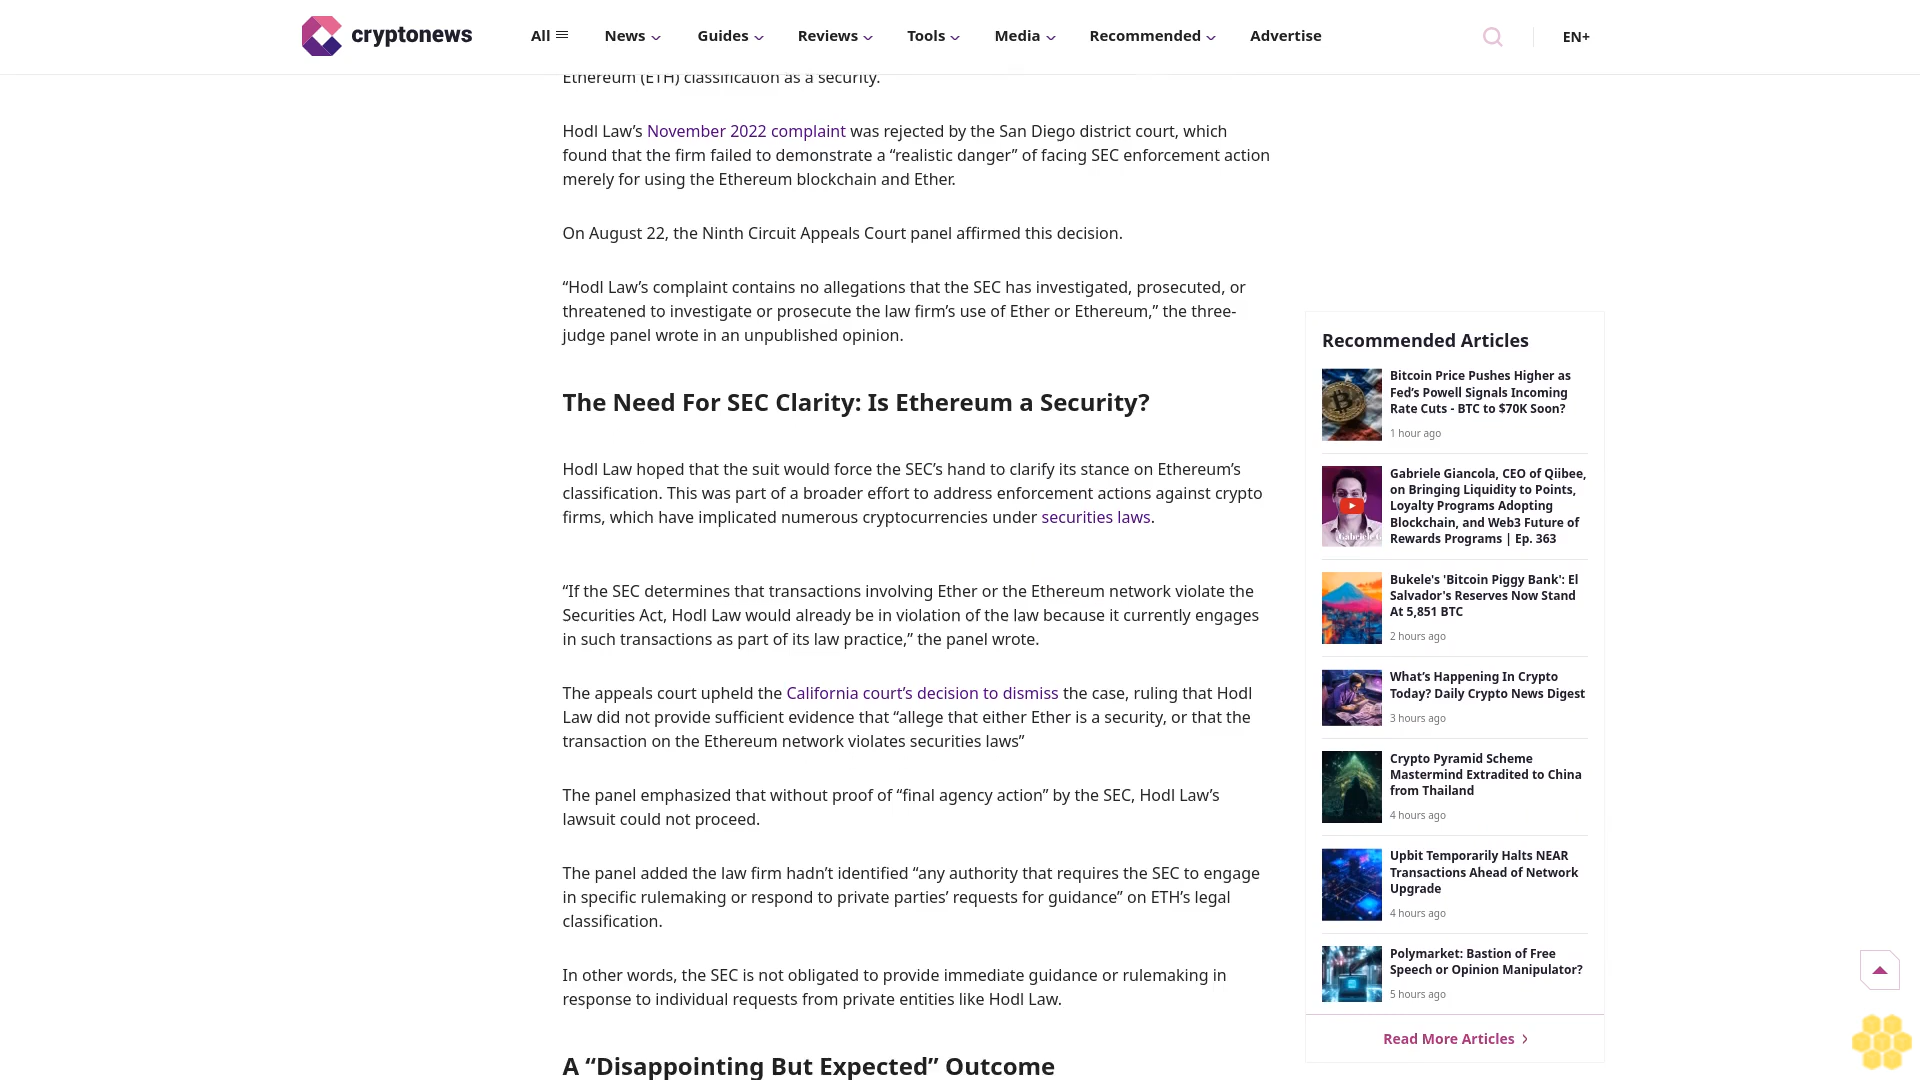 cryptonews
All
News
Guides
Reviews
Tools
Media
Recommended
Advertise
EN+
Ethereum (ETH) classification as a security.
Hodl Law’s November 2022 complaint was rejected by the San Diego district court, which
found that the firm failed to demonstrate a “realistic danger” of facing SEC enforcement action
merely for using the Ethereum blockchain and Ether.
On August 22, the Ninth Circuit Appeals Court panel affirmed this decision.
“Hodl Law’s complaint contains no allegations that the SEC has investigated, prosecuted, or
threatened to investigate or prosecute the law firm’s use of Ether or Ethereum,” the three-
judge panel wrote in an unpublished opinion.
The Need For SEC Clarity: Is Ethereum a Security?
Hodl Law hoped that the suit would force the SEC’s hand to clarify its stance on Ethereum’s
classification. This was part of a broader effort to address enforcement actions against crypto
firms, which have implicated numerous cryptocurrencies under securities laws.
“If the SEC determines that transactions involving Ether or the Ethereum network violate the
Securities Act, Hodl Law would already be in violation of the law because it currently engages
in such transactions as part of its law practice,” the panel wrote.
The appeals court upheld the California court’s decision to dismiss the case, ruling that Hodl
Law did not provide sufficient evidence that “allege that either Ether is a security, or that the
transaction on the Ethereum network violates securities laws”
The panel emphasized that without proof of “final agency action” by the SEC, Hodl Law’s
lawsuit could not proceed.
The panel added the law firm hadn’t identified “any authority that requires the SEC to engage
in specific rulemaking or respond to private parties’ requests for guidance” on ETH’s legal
classification.
In other words, the SEC is not obligated to provide immediate guidance or rulemaking in
response to individual requests from private entities like Hodl Law.
A “Disappointing But Expected” Outcome
Recommended Articles
Bitcoin Price Pushes Higher as
Fed’s Powell Signals Incoming
Rate Cuts - BTC to $70K Soon?
1 hour ago
Gabriele Giancola, CEO of Qiibee,
on Bringing Liquidity to Points,
Loyalty Programs Adopting
Blockchain, and Web3 Future of
Rewards Programs | Ep. 363
Bukele's 'Bitcoin Piggy Bank': El
Salvador's Reserves Now Stand
At 5,851 BTC
2 hours ago
What’s Happening In Crypto
Today? Daily Crypto News Digest
3 hours ago
Crypto Pyramid Scheme
Mastermind Extradited to China
from Thailand
4 hours ago
Upbit Temporarily Halts NEAR
Transactions Ahead of Network
Upgrade
4 hours ago
Polymarket: Bastion of Free
Speech or Opinion Manipulator?
5 hours ago
Read More Articles